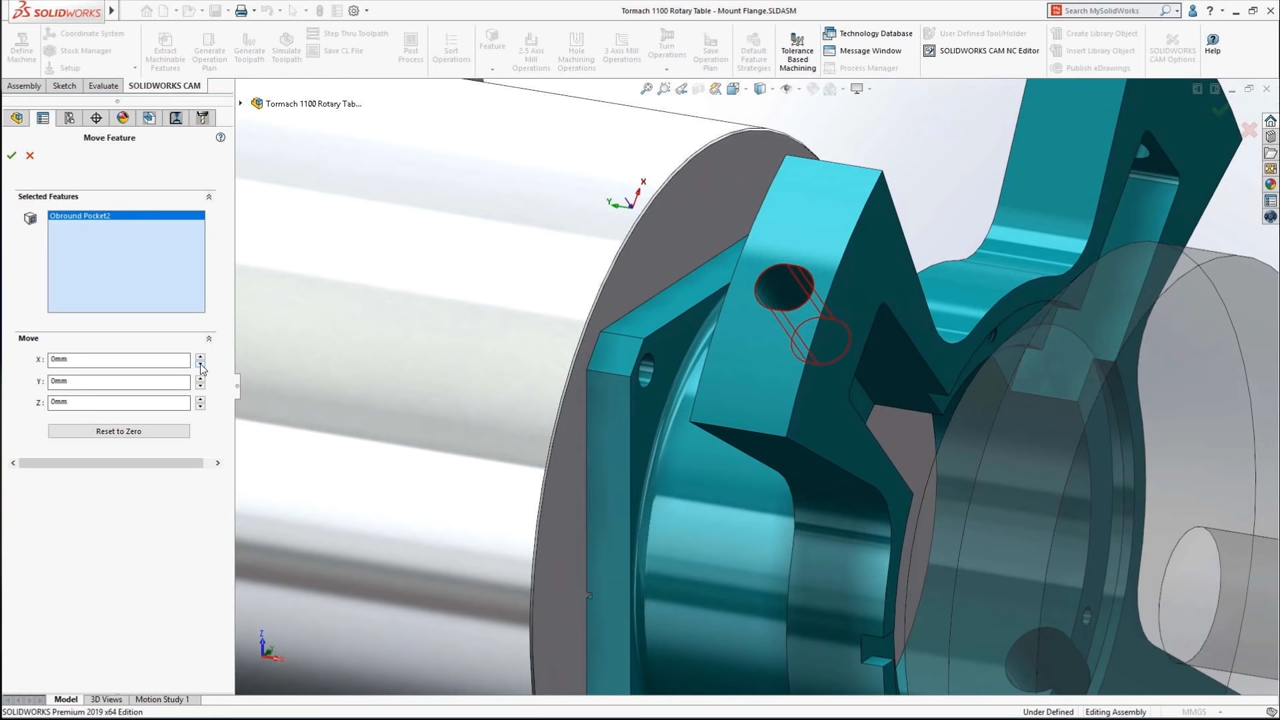 SOLIDWORKS
Tormach 1100 Rotary Table - Mount Flange.SLDASM
Search MySolidWorks
?
Define Machine
Coordinate System
Stock Manager
Setup
Extract Machinable Features
Generate Operation Plan
Generate Toolpath
Simulate Toolpath
Step Thru Toolpath
Save CL File
Post Process
Sort Operations
Feature
2.5 Axis Mill Operations
Hole Machining Operations
3 Axis Mill Operations
Turn Operations
Save Operation Plan
Default Feature Strategies
Tolerance Based Machining
Technology Database
Message Window
Process Manager
User Defined Tool/Holder
SOLIDWORKS CAM NC Editor
Create Library Object
Insert Library Object
Publish eDrawings
SOLIDWORKS CAM Options
Help
Assembly
Sketch
Evaluate
SOLIDWORKS CAM
Tormach 1100 Rotary Tab...
Move Feature
Selected Features
Obround Pocket2
Move
X: 0mm
Y: 0mm
Z: 0mm
Reset to Zero
X
Y
Z
Model
3D Views
Motion Study 1
SOLIDWORKS Premium 2019 x64 Edition
Under Defined
Editing Assembly
MMGS